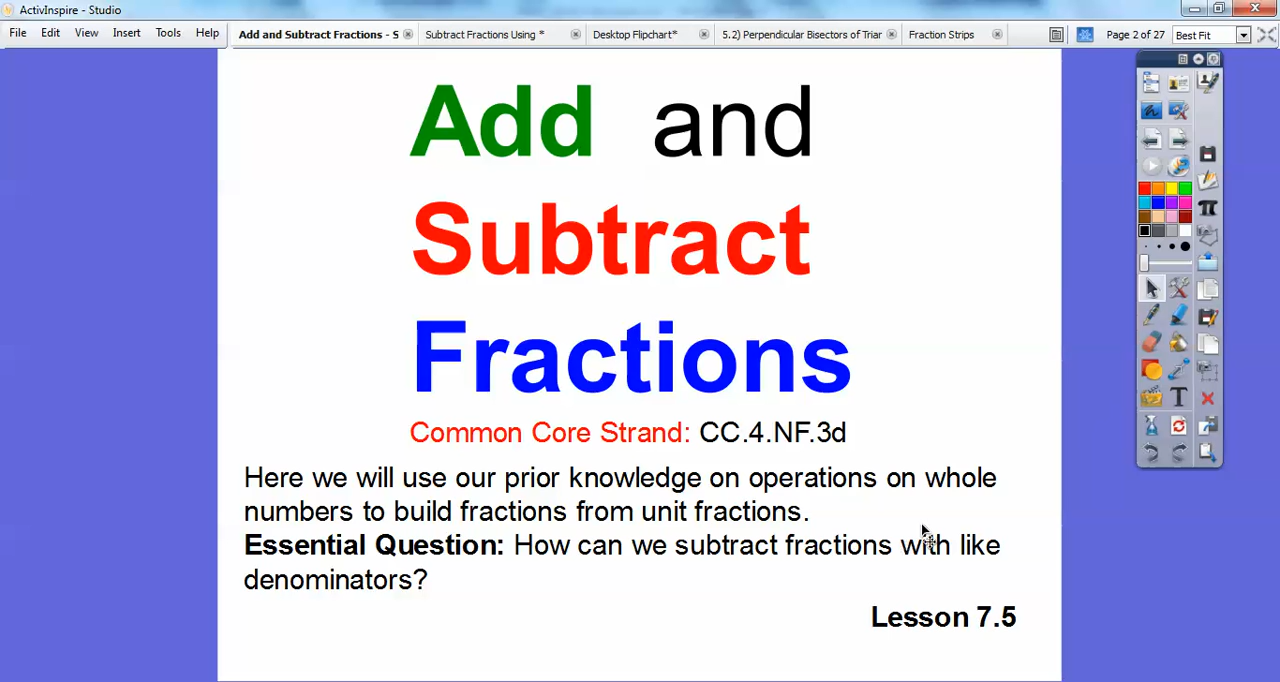 ActivInspire - Studio
File Edit View Insert Tools Help
Add and Subtract Fractions - S Subtract Fractions Using * Desktop Flipchart* 5.2) Perpendicular Bisectors of Triar Fraction Strips Page 2 of 27 Best Fit
Add and
Subtract
Fractions
Common Core Strand: CC.4.NF.3d
Here we will use our prior knowledge on operations on whole
numbers to build fractions from unit fractions.
Essential Question: How can we subtract fractions with like
denominators?
Lesson 7.5